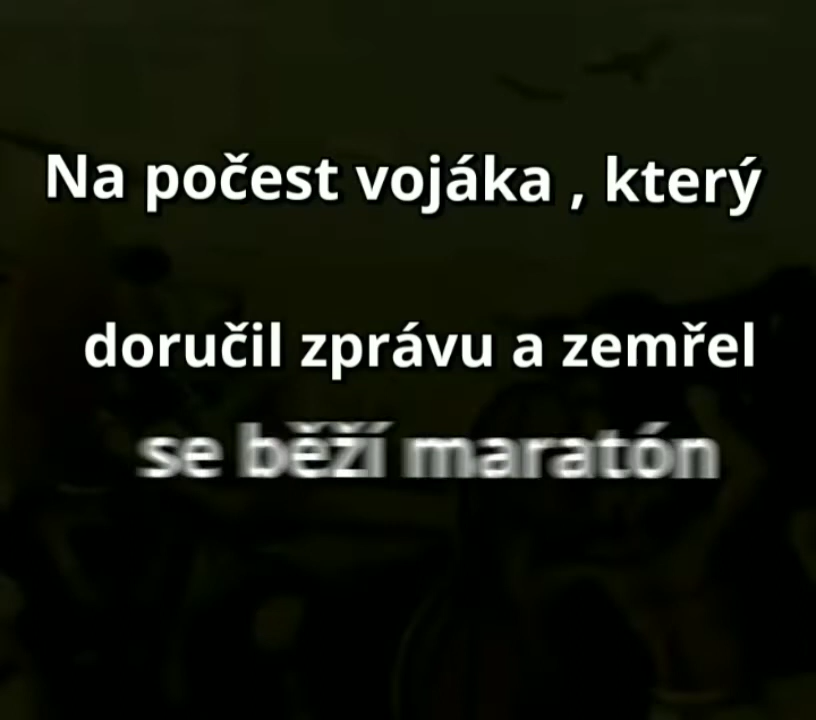 Na počest vojáka , který
doručil zprávu a zemřel
se běží maratón